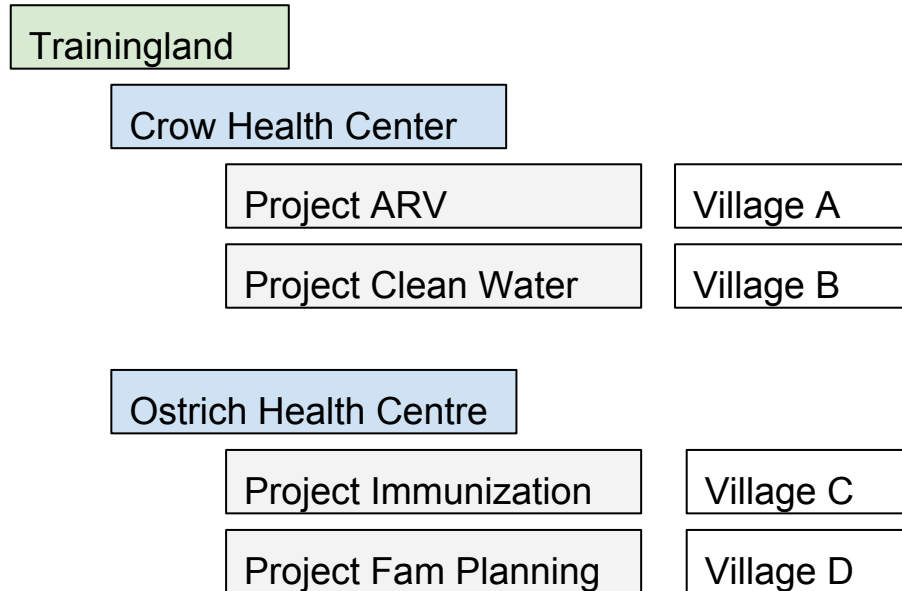 Trainingland
Crow Health Center
Project ARV Village A
Project Clean Water Village B
Ostrich Health Centre
Project Immunization Village C
Project Fam Planning Village D